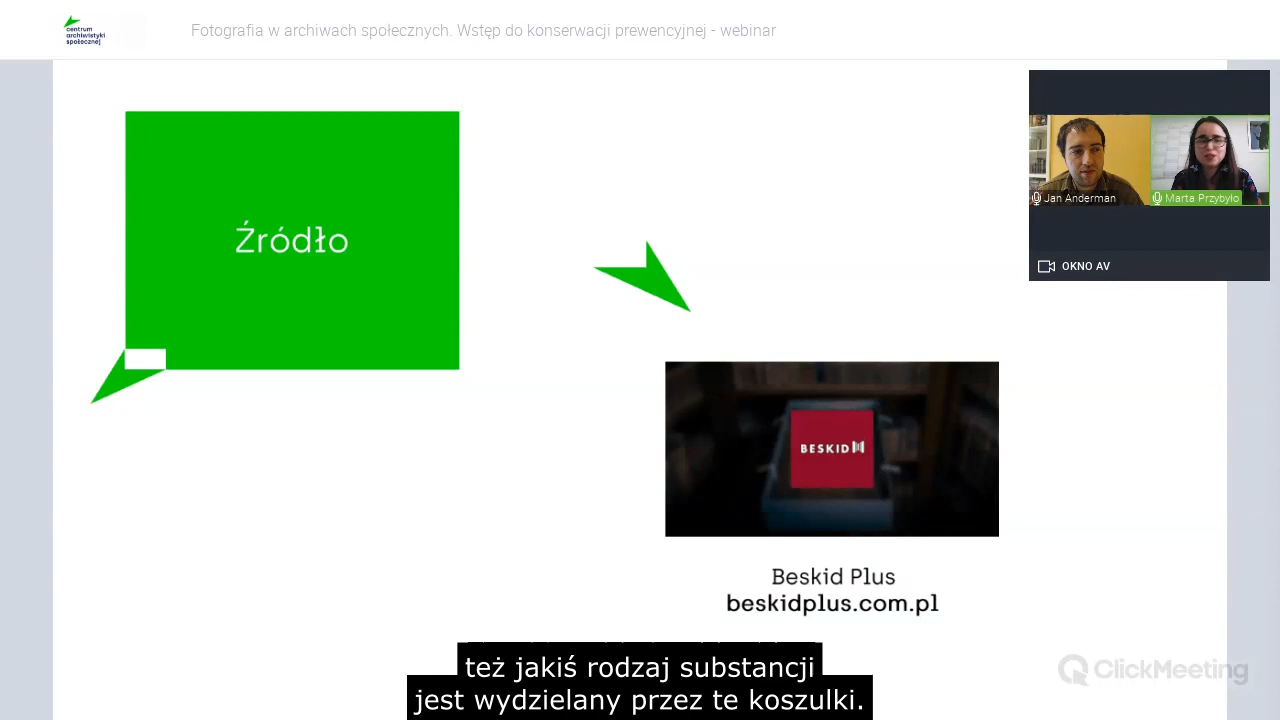 centrum
archiwistyki
społecznej
Fotografia w archiwach społecznych. Wstęp do konserwacji prewencyjnej - webinar
Źródło
Jan Anderman
Marta Przybyło
OKNO AV
BESKID
Beskid Plus
beskidplus.com.pl
też jakiś rodzaj substancji
jest wydzielany przez te koszulki.
ClickMeeting